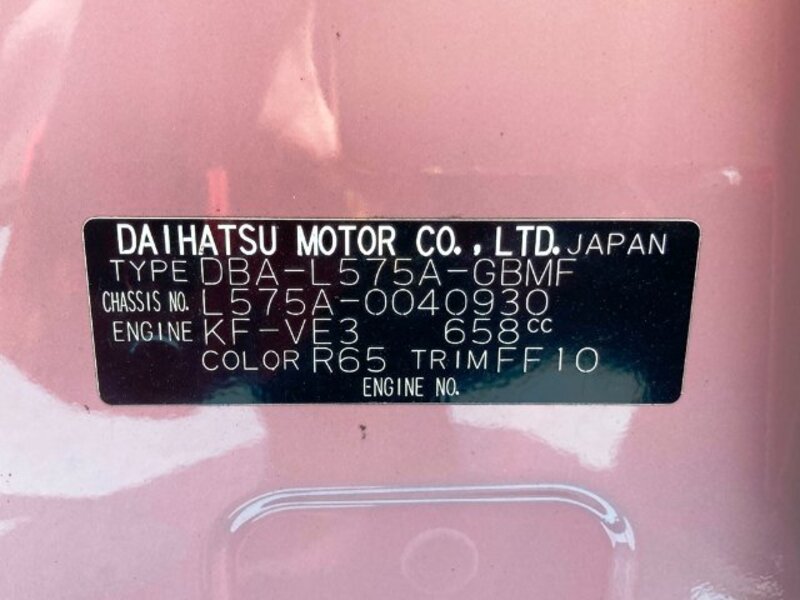 DAIHATSU MOTOR CO., LTD. JAPAN
TYPE DBA-L575A-GBMF
CHASSIS NO. L575A-0040930
ENGINE KF-VE3 658cc
COLOR R65 TRIM FF10
ENGINE NO.